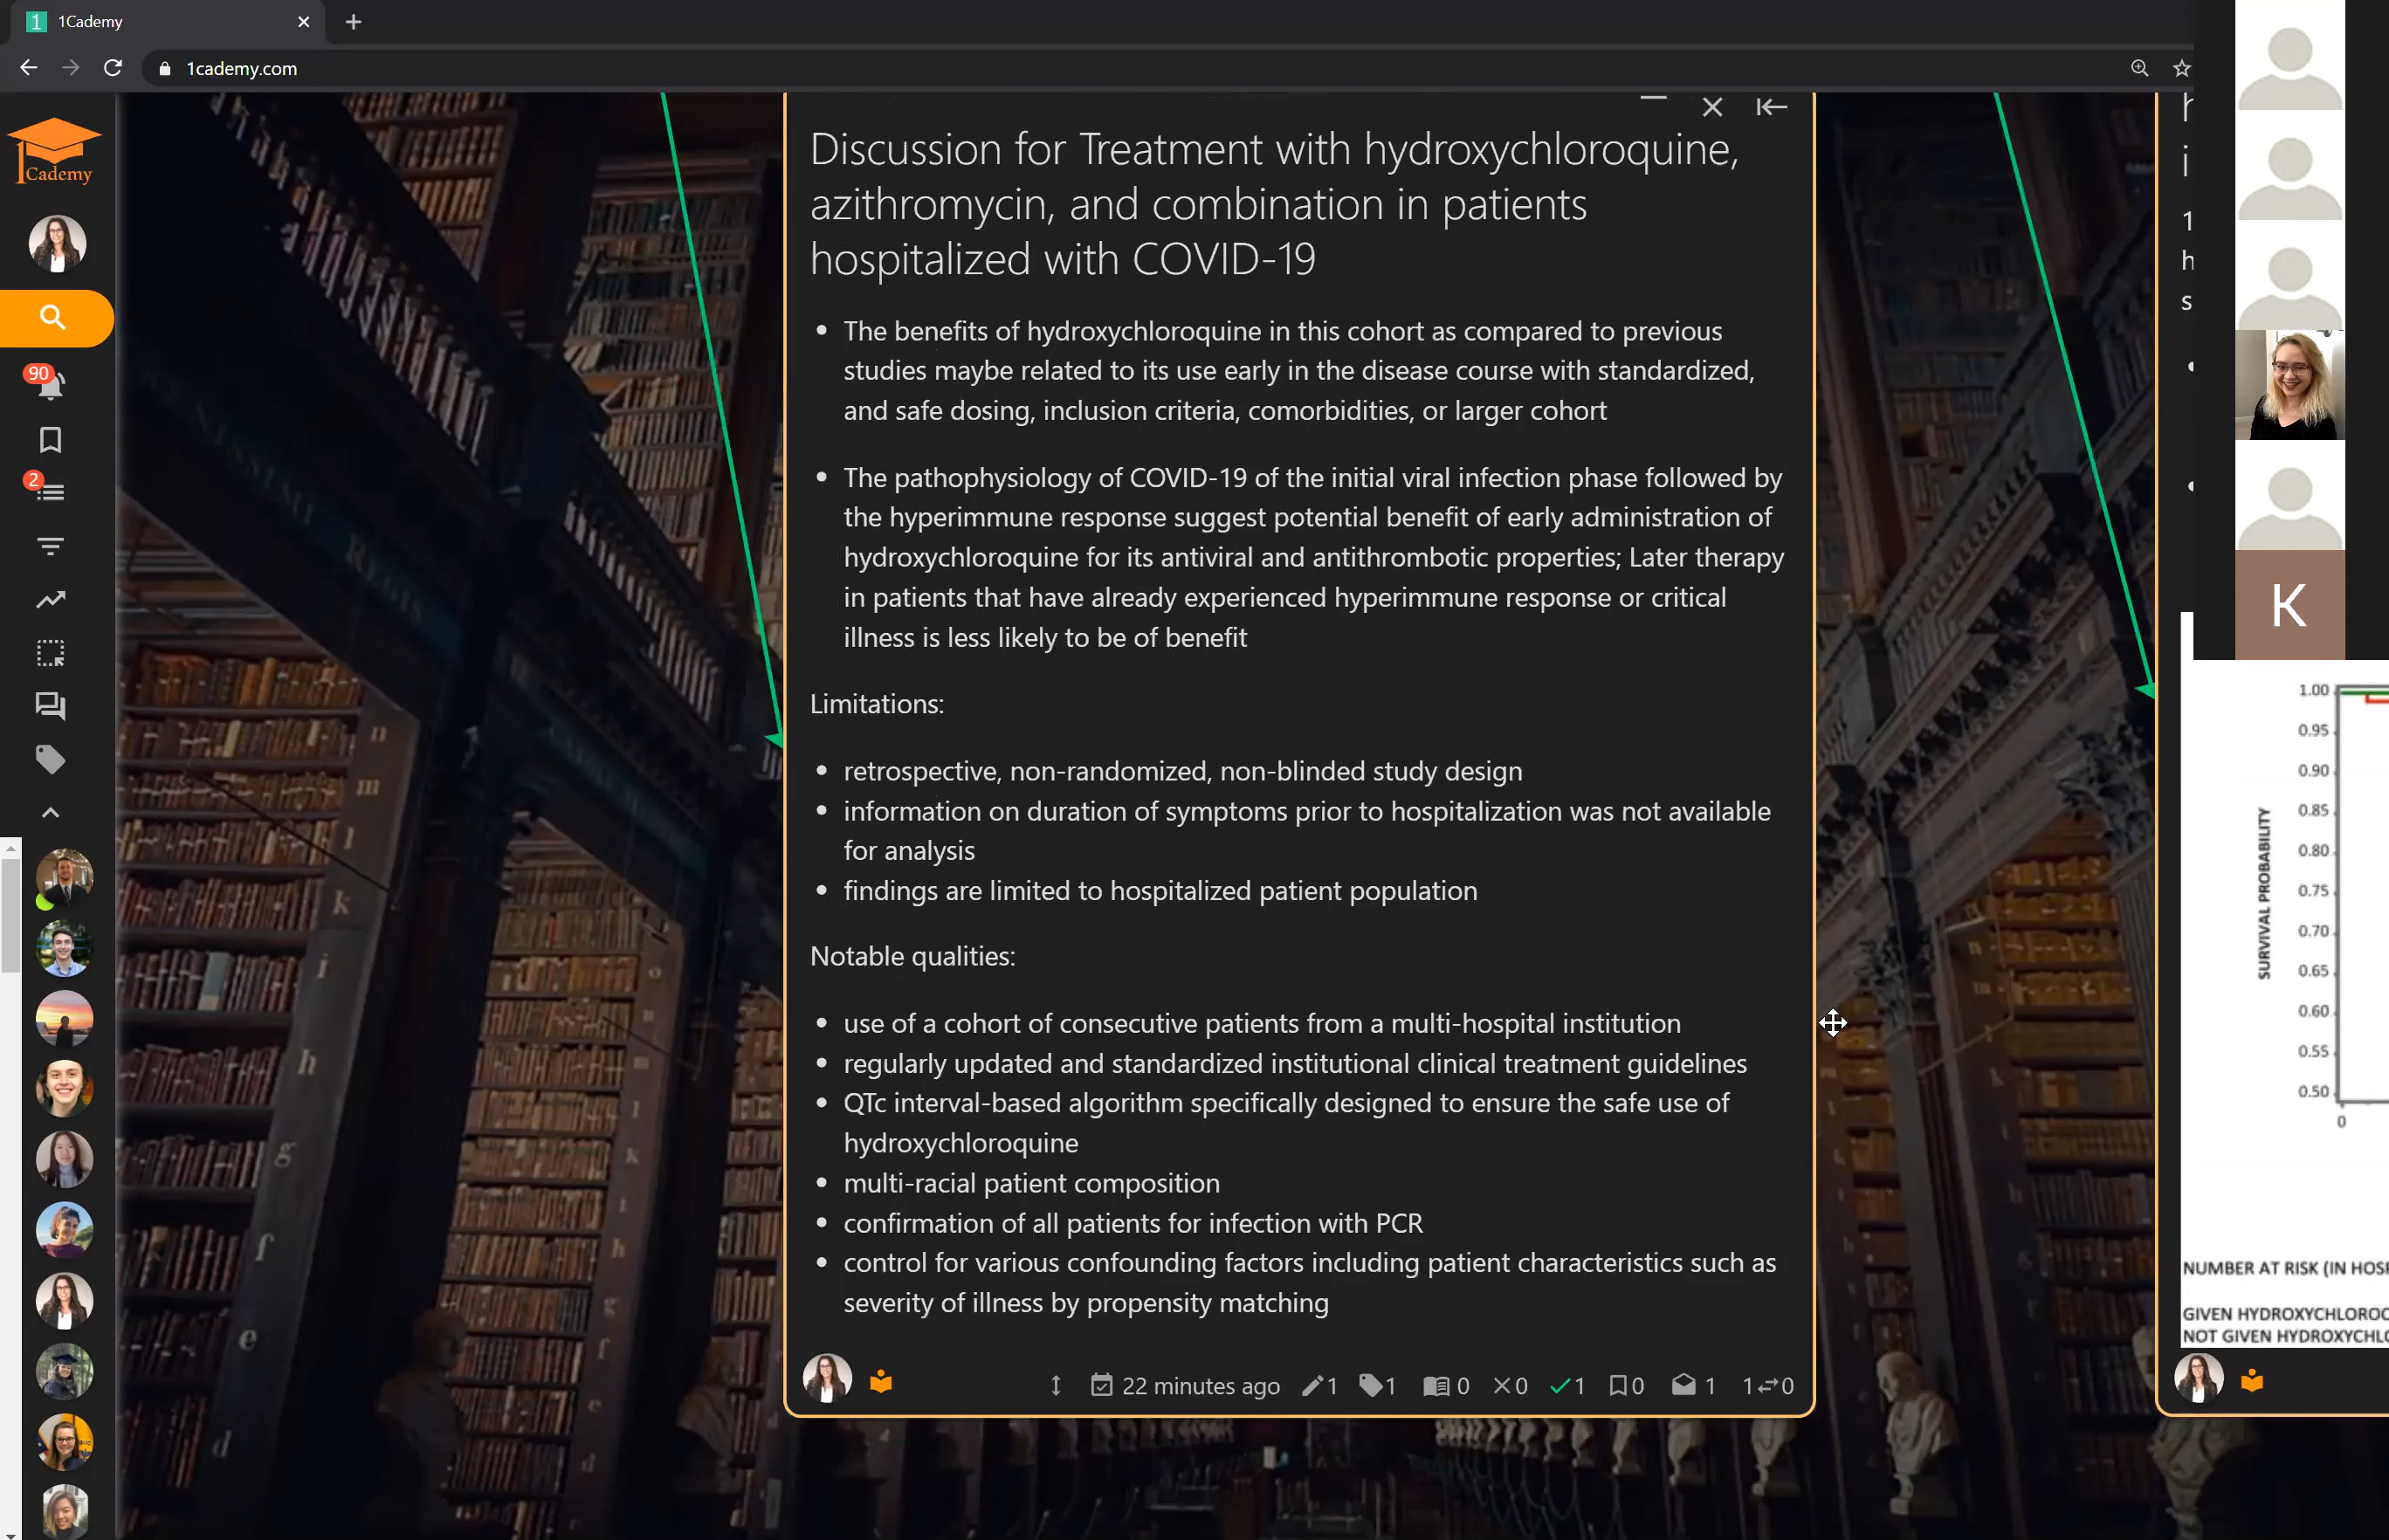 1 1Cademy
1cademy.com
1Cademy
90
2
Discussion for Treatment with hydroxychloroquine,
azithromycin, and combination in patients
hospitalized with COVID-19
• The benefits of hydroxychloroquine in this cohort as compared to previous
studies maybe related to its use early in the disease course with standardized,
and safe dosing, inclusion criteria, comorbidities, or larger cohort
• The pathophysiology of COVID-19 of the initial viral infection phase followed by
the hyperimmune response suggest potential benefit of early administration of
hydroxychloroquine for its antiviral and antithrombotic properties; Later therapy
in patients that have already experienced hyperimmune response or critical
illness is less likely to be of benefit
Limitations:
• retrospective, non-randomized, non-blinded study design
• information on duration of symptoms prior to hospitalization was not available
for analysis
• findings are limited to hospitalized patient population
Notable qualities:
• use of a cohort of consecutive patients from a multi-hospital institution
• regularly updated and standardized institutional clinical treatment guidelines
• QTc interval-based algorithm specifically designed to ensure the safe use of
hydroxychloroquine
• multi-racial patient composition
• confirmation of all patients for infection with PCR
• control for various confounding factors including patient characteristics such as
severity of illness by propensity matching
22 minutes ago 1 1 0 0 1 0 1 1 0
K
1.00
0.95
0.90
0.85
0.80
0.75
0.70
0.65
0.60
0.55
0.50
0
SURVIVAL PROBABILITY
NUMBER AT RISK (IN HOSP
GIVEN HYDROXYCHLOROQ
NOT GIVEN HYDROXYCHLO